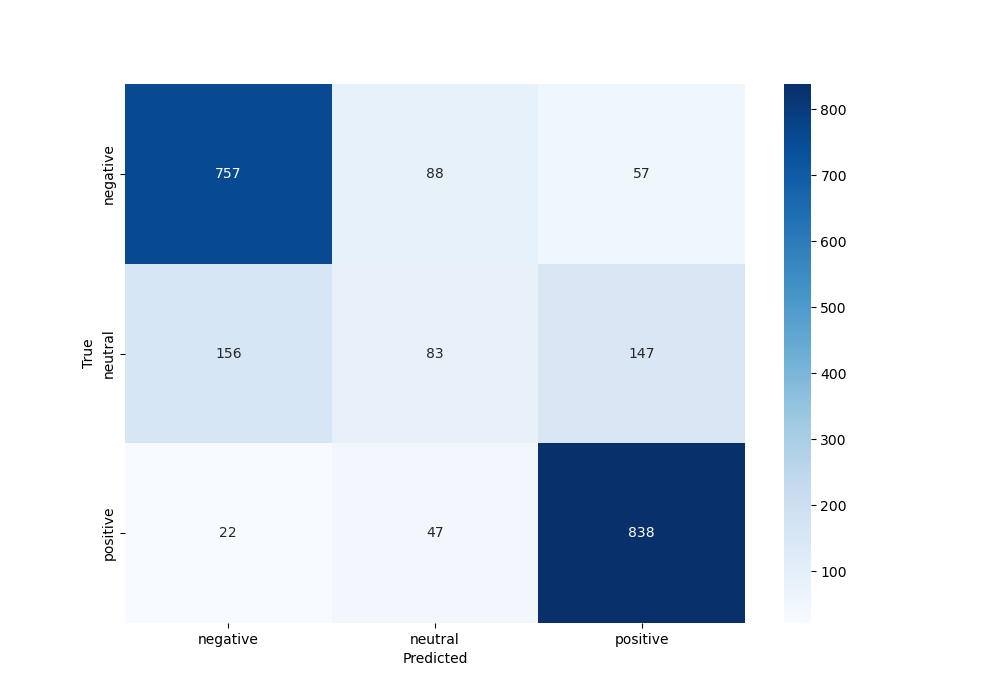 negative 757 88 57
neutral 156 83 147
positive 22 47 838
True
negative neutral positive
Predicted
800
700
600
500
400
300
200
100